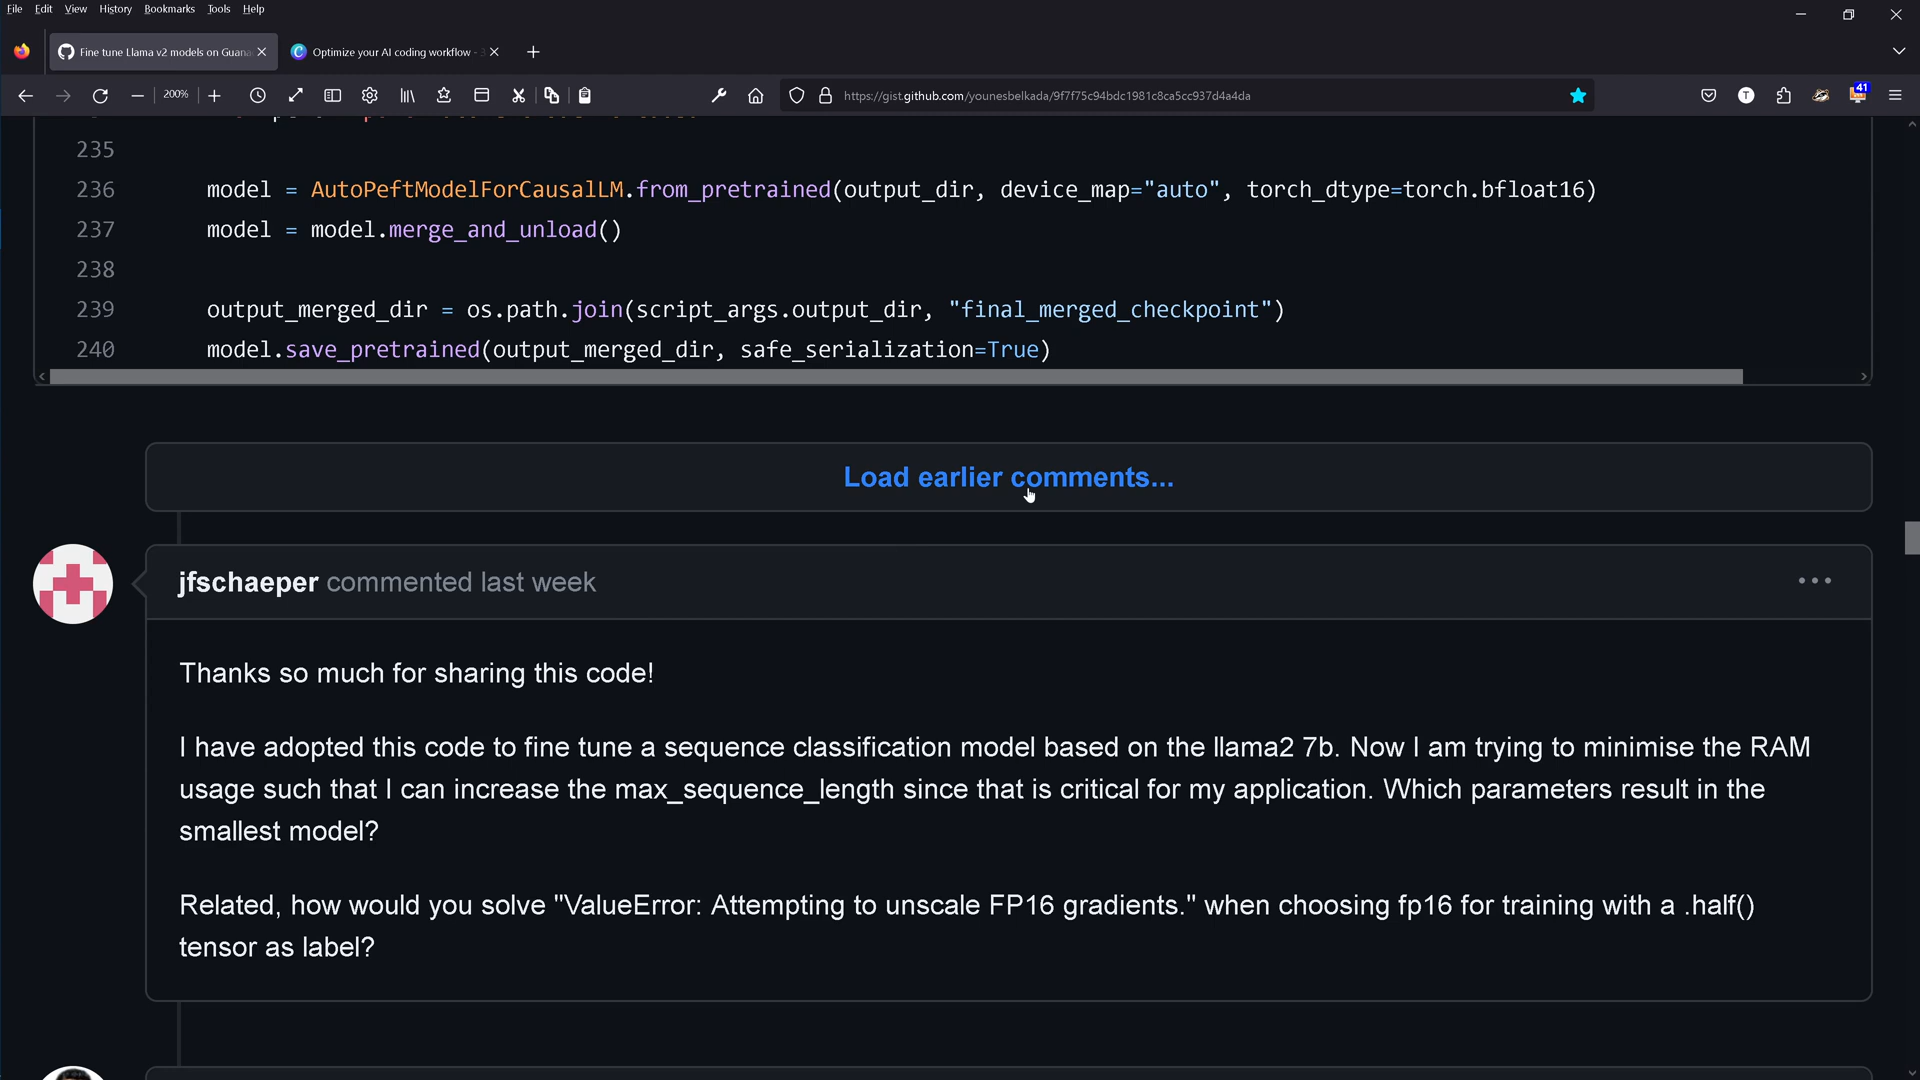 File Edit View History Bookmarks Tools Help
Fine tune Llama v2 models on Guana
Optimize your AI coding workflow -
200%
https://gist.github.com/younesbelkada/9f7f75c94bdc1981c8ca5cc937d4a4da
T
41
235
236 model = AutoPeftModelForCausalLM.from_pretrained(output_dir, device_map="auto", torch_dtype=torch.bfloat16)
237 model = model.merge_and_unload()
238
239 output_merged_dir = os.path.join(script_args.output_dir, "final_merged_checkpoint")
240 model.save_pretrained(output_merged_dir, safe_serialization=True)
Load earlier comments...
jfschaeper commented last week
Thanks so much for sharing this code!
I have adopted this code to fine tune a sequence classification model based on the llama2 7b. Now I am trying to minimise the RAM
usage such that I can increase the max_sequence_length since that is critical for my application. Which parameters result in the
smallest model?
Related, how would you solve "ValueError: Attempting to unscale FP16 gradients." when choosing fp16 for training with a .half()
tensor as label?